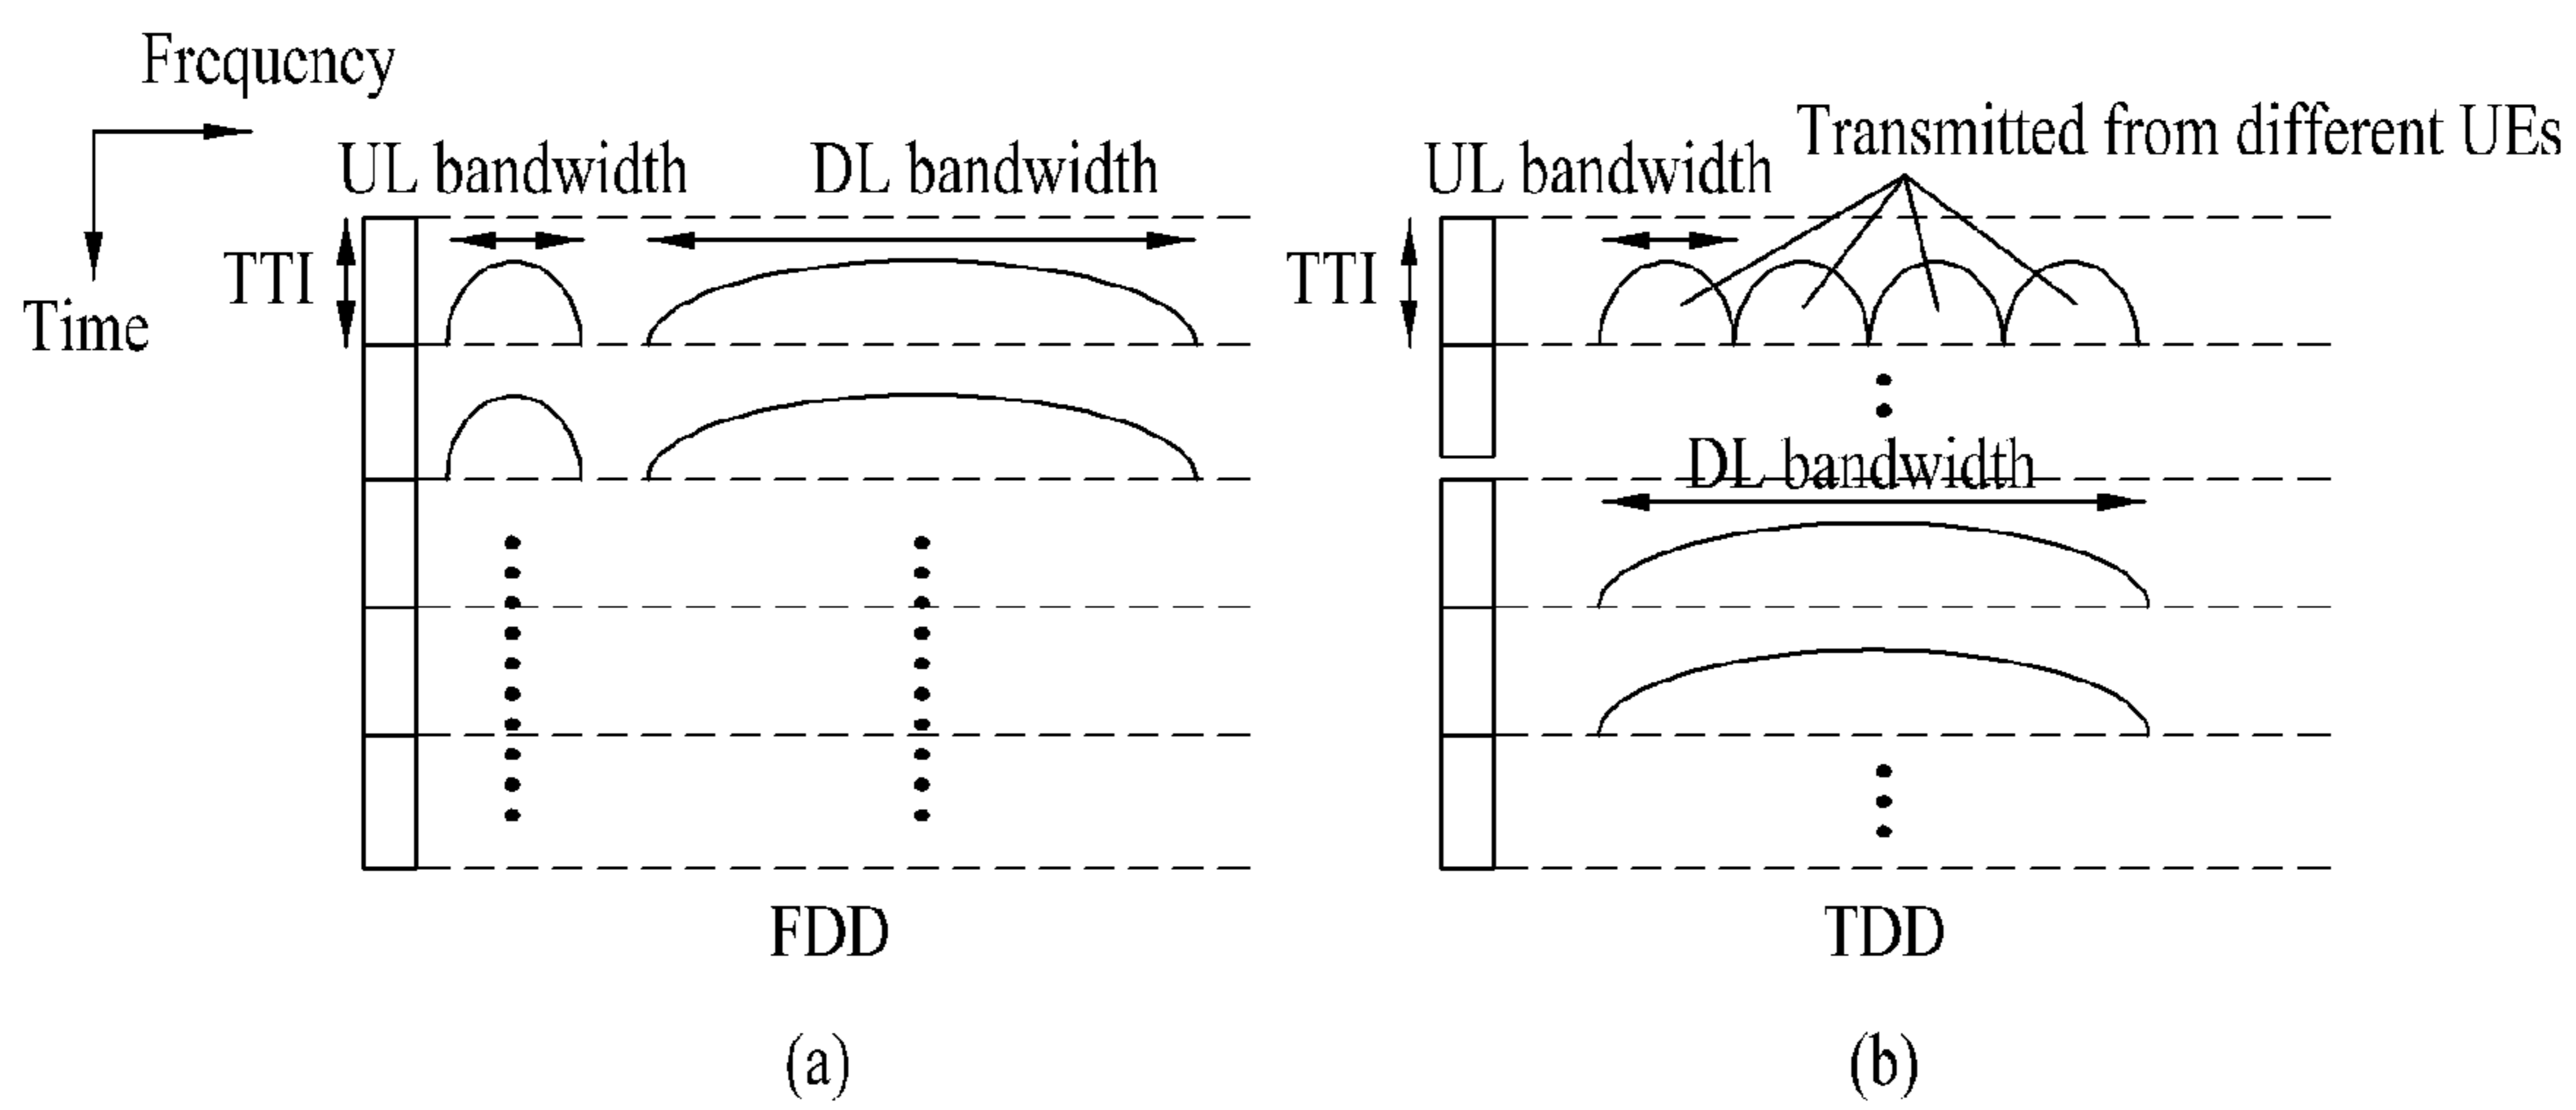 Frequency
Time
UL bandwidth
DL bandwidth
TTI
FDD
(a)
Transmitted from different UEs
UL bandwidth
TTI
DL bandwidth
TDD
(b)